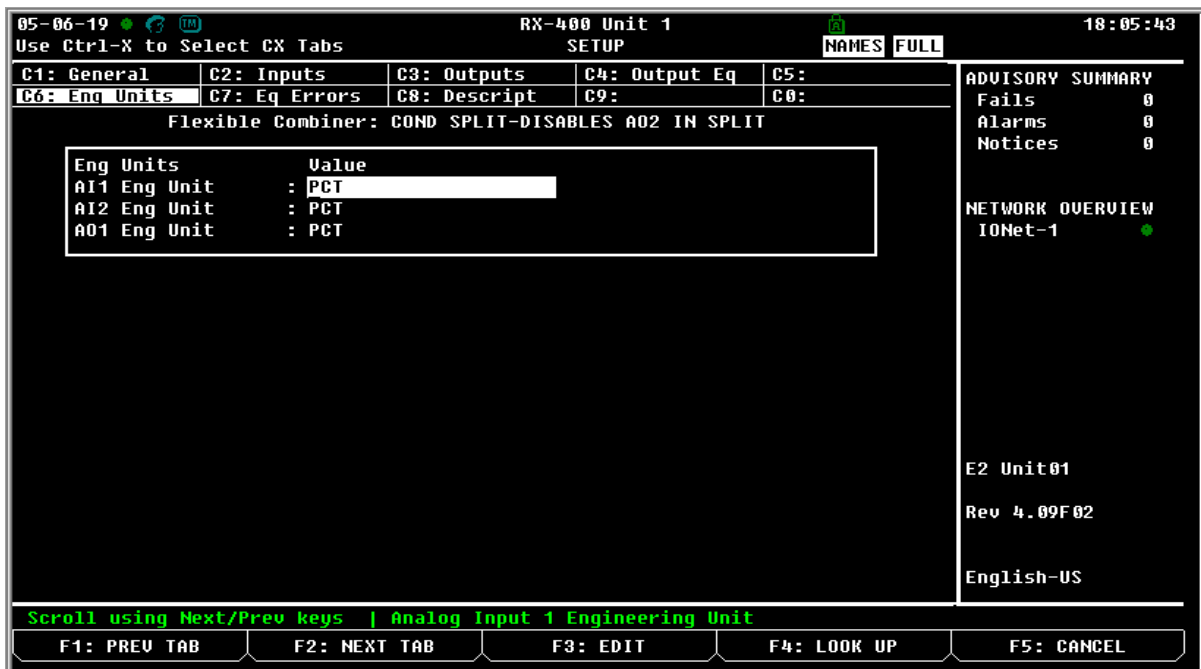 05-06-19 TM RX-400 Unit 1 A 18:05:43
Use Ctrl-X to Select CX Tabs SETUP NAMES FULL
C1: General C2: Inputs C3: Outputs C4: Output Eq C5:
C6: Eng Units C7: Eq Errors C8: Descript C9: C0:
Flexible Combiner: COND SPLIT-DISABLES AO2 IN SPLIT
Eng Units Value
AI1 Eng Unit : PCT
AI2 Eng Unit : PCT
AO1 Eng Unit : PCT
ADVISORY SUMMARY
Fails 0
Alarms 0
Notices 0
NETWORK OVERVIEW
IONet-1
E2 Unit01
Rev 4.09F02
English-US
Scroll using Next/Prev keys | Analog Input 1 Engineering Unit
F1: PREV TAB F2: NEXT TAB F3: EDIT F4: LOOK UP F5: CANCEL